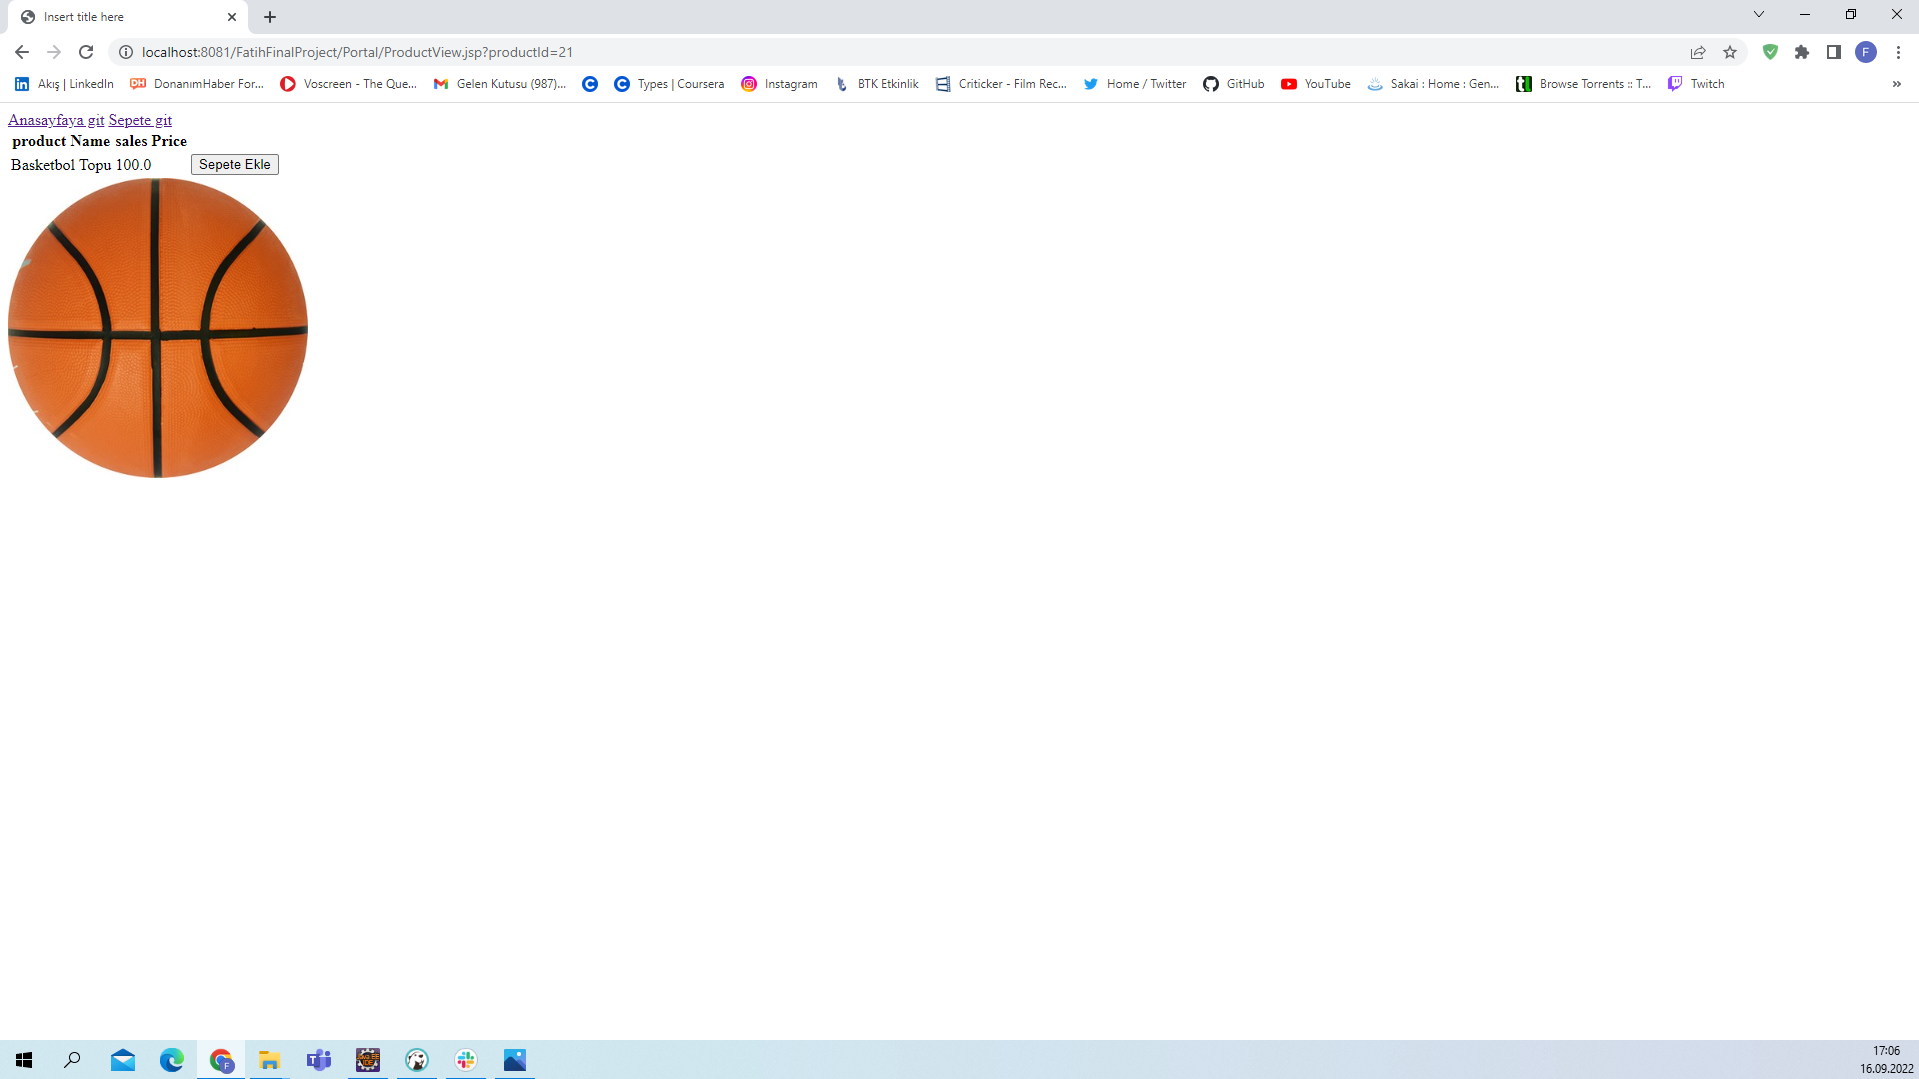 Insert title here
localhost:8081/FatihFinalProject/Portal/ProductView.jsp?productId=21
F
Akış | LinkedIn DonanımHaber For... Voscreen - The Que... Gelen Kutusu (987)... Types | Coursera Instagram BTK Etkinlik Criticker - Film Rec... Home / Twitter GitHub YouTube Sakai : Home : Gen... Browse Torrents :: T... Twitch »
Anasayfaya git Sepete git
product Name sales Price
Basketbol Topu 100.0 Sepete Ekle
17:06
16.09.2022